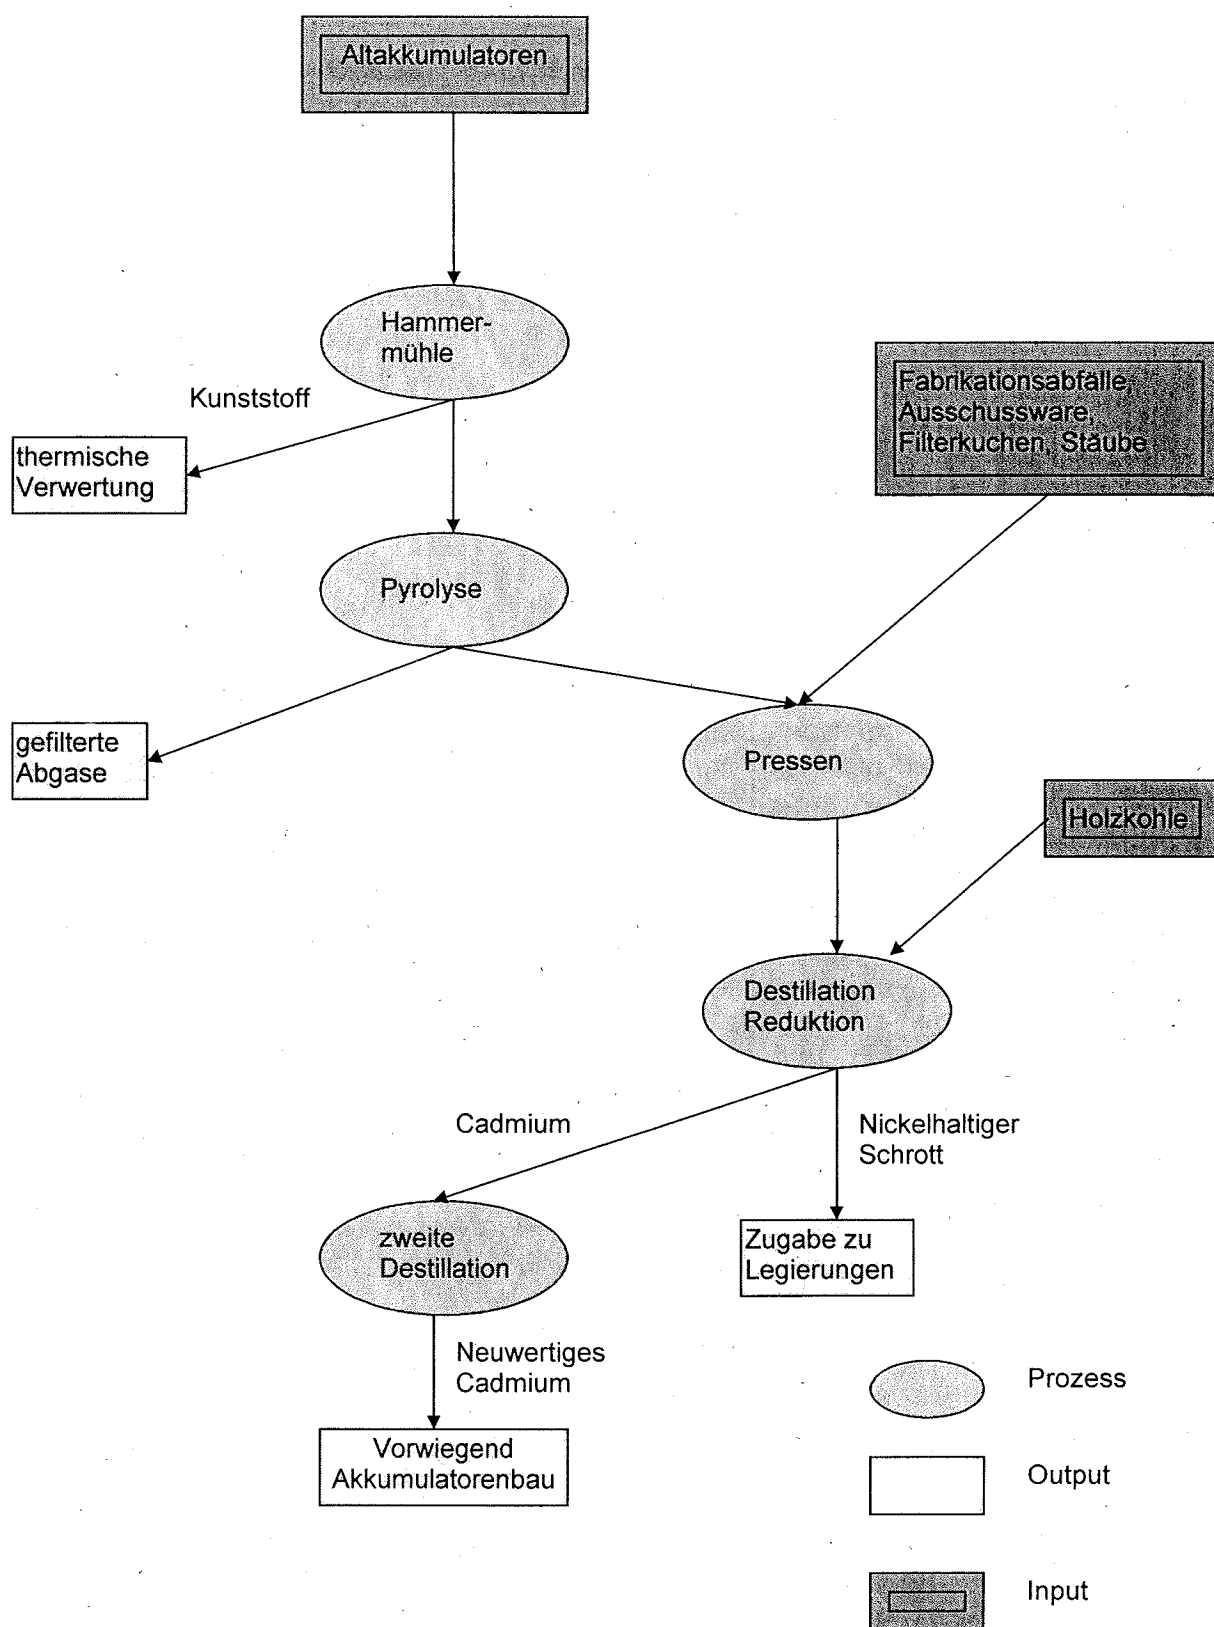 Altakkumulatoren
Hammer-
mühle
Kunststoff
thermische
Verwertung
Fabrikationsabfälle,
Ausschussware,
Filterkuchen, Stäube
Pyrolyse
gefilterte
Abgase
Pressen
Holzkohle
Destillation
Reduktion
Cadmium
Nickelhaltiger
Schrott
zweite
Destillation
Zugabe zu
Legierungen
Neuwertiges
Cadmium
Vorwiegend
Akkumulatorenbau
Prozess
Output
Input